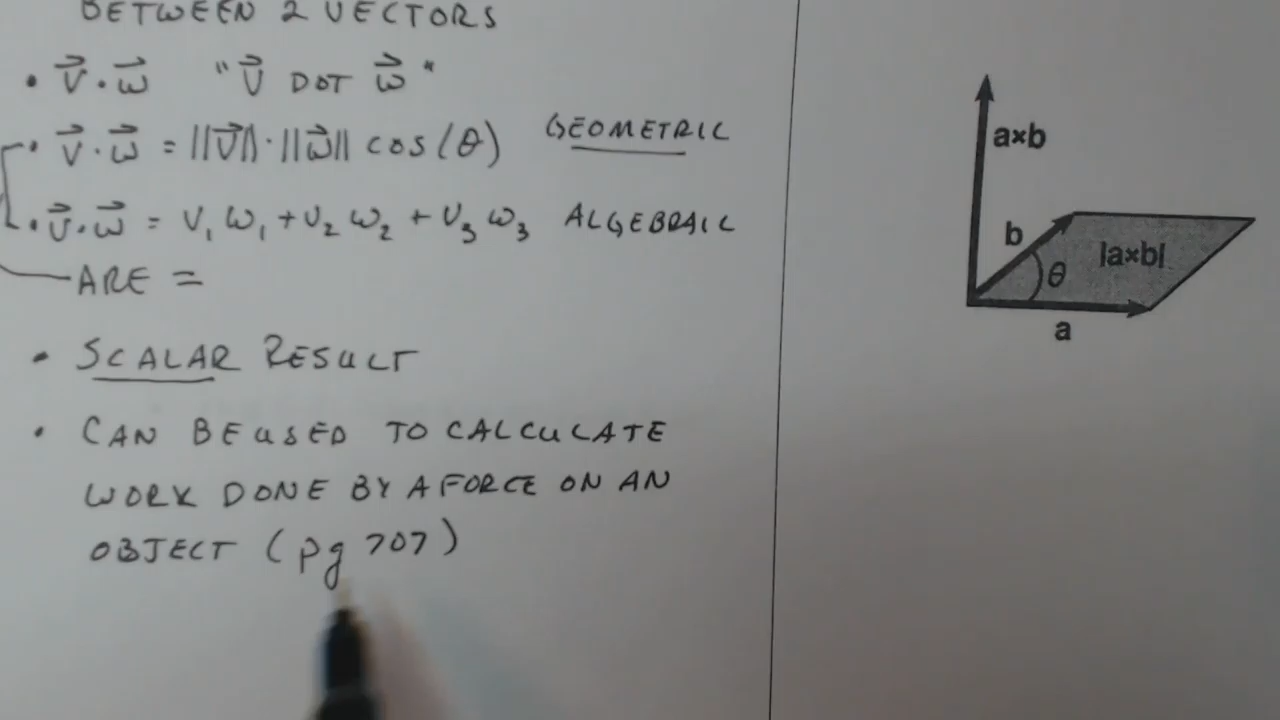 BETWEEN 2 VECTORS
• v⃗ · w⃗ "v⃗ DOT w⃗"
• v⃗ · w⃗ = ||v⃗|| · ||w⃗|| cos(θ) GEOMETRIC
• v⃗ · w⃗ = v₁w₁ + v₂w₂ + v₃w₃ ALGEBRAIC
ARE =
• SCALAR RESULT
• CAN BE USED TO CALCULATE
WORK DONE BY A FORCE ON AN
OBJECT (pg 707)
a×b
b
θ
|a×b|
a